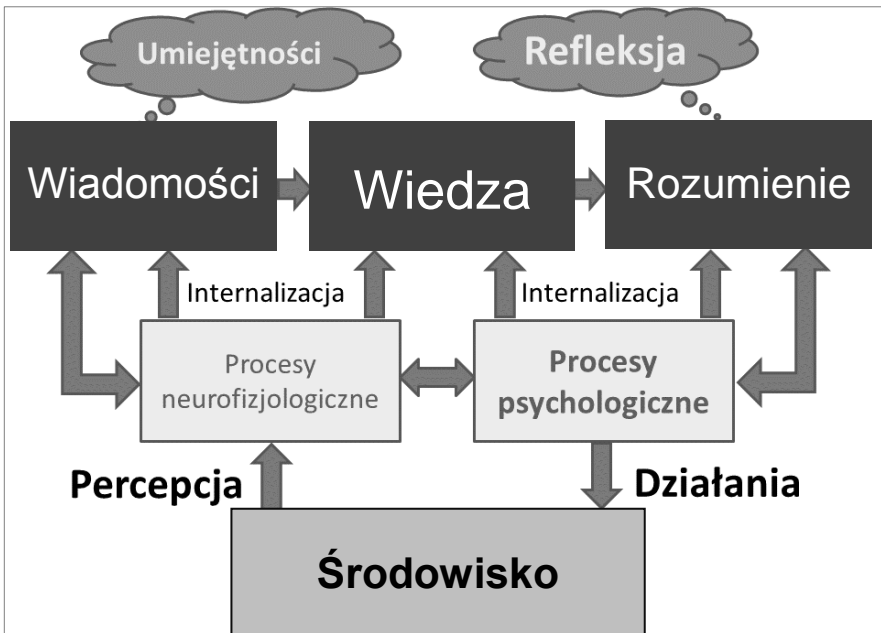 Umiejętności
Refleksja
Wiadomości
Wiedza
Rozumienie
Internalizacja
Internalizacja
Procesy
neurofizjologiczne
Procesy
psychologiczne
Percepcja
Działania
Środowisko